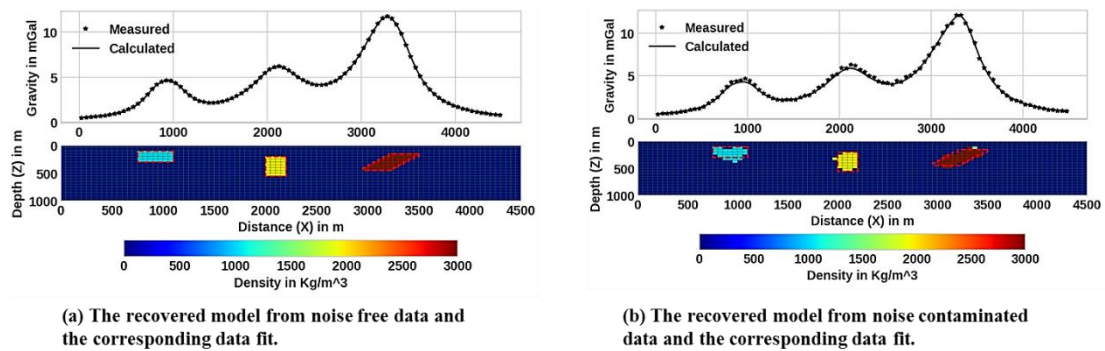 10
5
0
Gravity in mGal
Measured
Calculated
0 1000 2000 3000 4000
0
500
1000
Depth (Z) in m
0 500 1000 1500 2000 2500 3000 3500 4000 4500
Distance (X) in m
0 500 1000 1500 2000 2500 3000
Density in Kg/m^3
(a) The recovered model from noise free data and
the corresponding data fit.
10
5
0
Gravity in mGal
Measured
Calculated
0 1000 2000 3000 4000
0
500
1000
Depth (Z) in m
0 500 1000 1500 2000 2500 3000 3500 4000 4500
Distance (X) in m
0 500 1000 1500 2000 2500 3000
Density in Kg/m^3
(b) The recovered model from noise contaminated
data and the corresponding data fit.